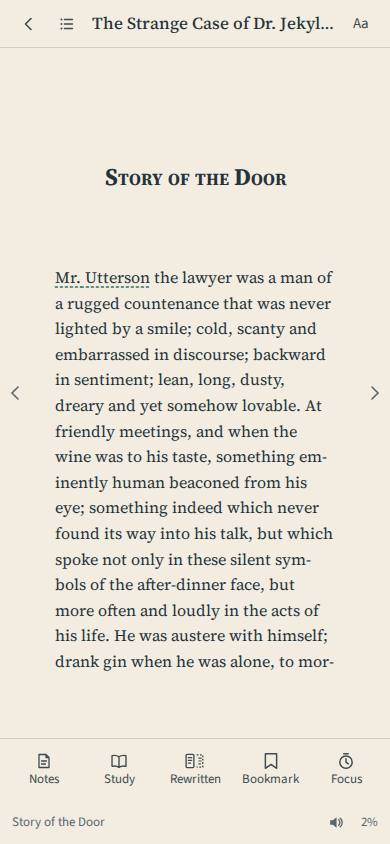 The Strange Case of Dr. Jekyl...
Aa
Story of the Door
Mr. Utterson the lawyer was a man of
a rugged countenance that was never
lighted by a smile; cold, scanty and
embarrassed in discourse; backward
in sentiment; lean, long, dusty,
dreary and yet somehow lovable. At
friendly meetings, and when the
wine was to his taste, something em-
inently human beaconed from his
eye; something indeed which never
found its way into his talk, but which
spoke not only in these silent sym-
bols of the after-dinner face, but
more often and loudly in the acts of
his life. He was austere with himself;
drank gin when he was alone, to mor-
Notes
Study
Rewritten
Bookmark
Focus
Story of the Door
2%